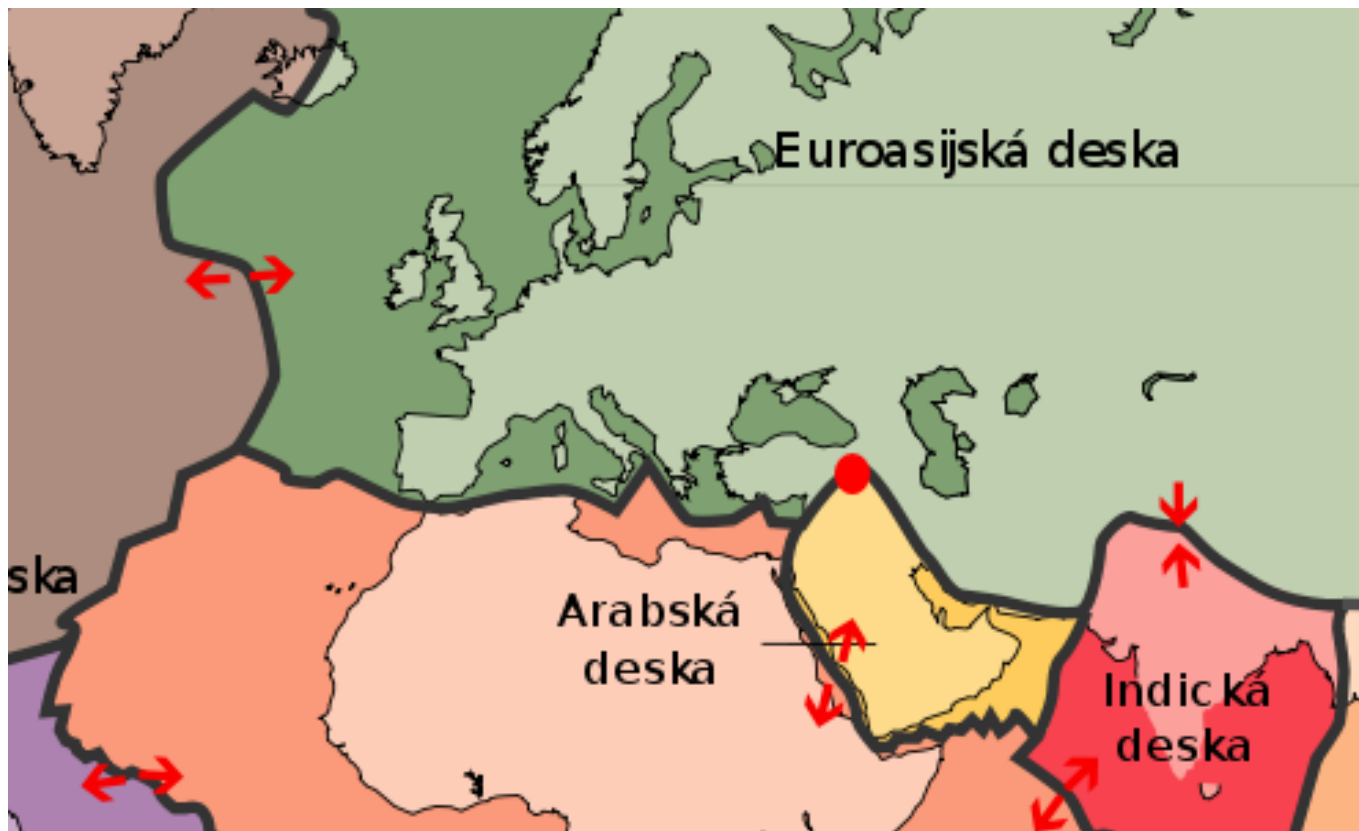 Euroasijská deska
ska
Arabská
deska
Indická
deska